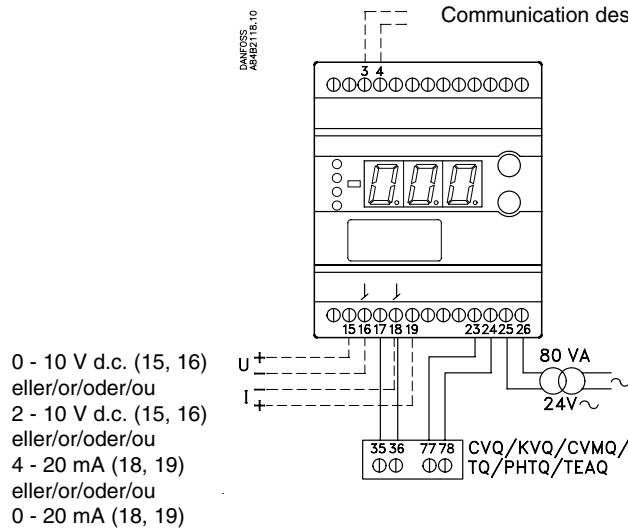 Communication des
DANFOSS
A84B2118.10
3 4
15 16 17 18 19 23 24 25 26
0 - 10 V d.c. (15, 16)
eller/or/oder/ou
2 - 10 V d.c. (15, 16)
eller/or/oder/ou
4 - 20 mA (18, 19)
eller/or/oder/ou
0 - 20 mA (18, 19)
U + −
I − +
80 VA
24V ~
~
35 36 77 78
CVQ/KVQ/CVMQ/
TQ/PHTQ/TEAQ